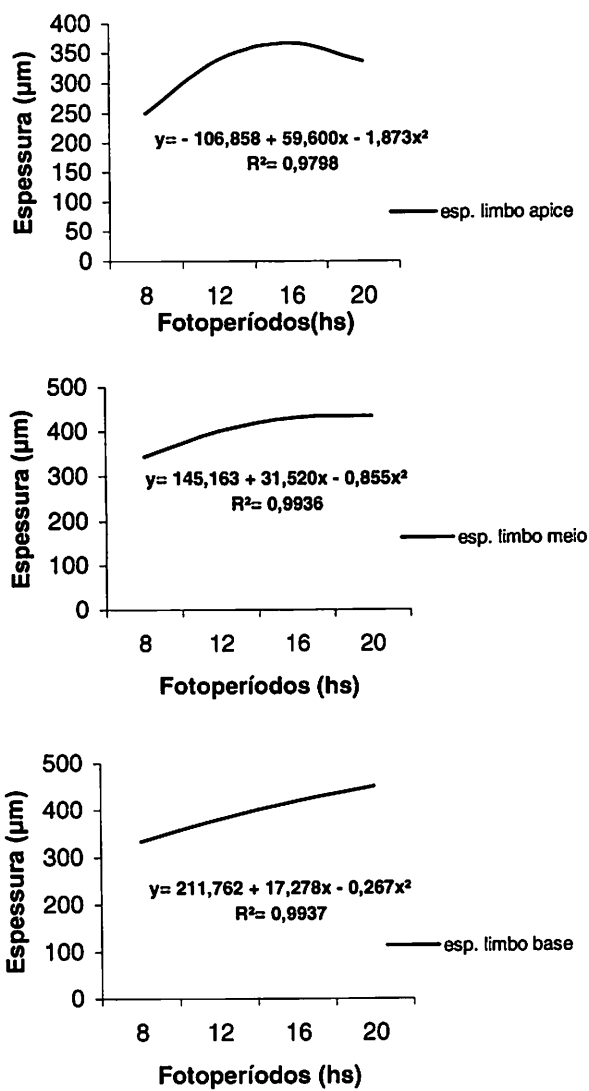 Espessura (µm)
400
350
300
250
200
150
100
50
0
y= - 106,858 + 59,600x - 1,873x²
R²= 0,9798
esp. limbo apice
8 12 16 20
Fotoperíodos(hs)
Espessura (µm)
500
400
300
200
100
0
y= 145,163 + 31,520x - 0,855x²
R²= 0,9936
esp. limbo meio
8 12 16 20
Fotoperíodos (hs)
Espessura (µm)
500
400
300
200
100
0
y= 211,762 + 17,278x - 0,267x²
R²= 0,9937
esp. limbo base
8 12 16 20
Fotoperíodos (hs)